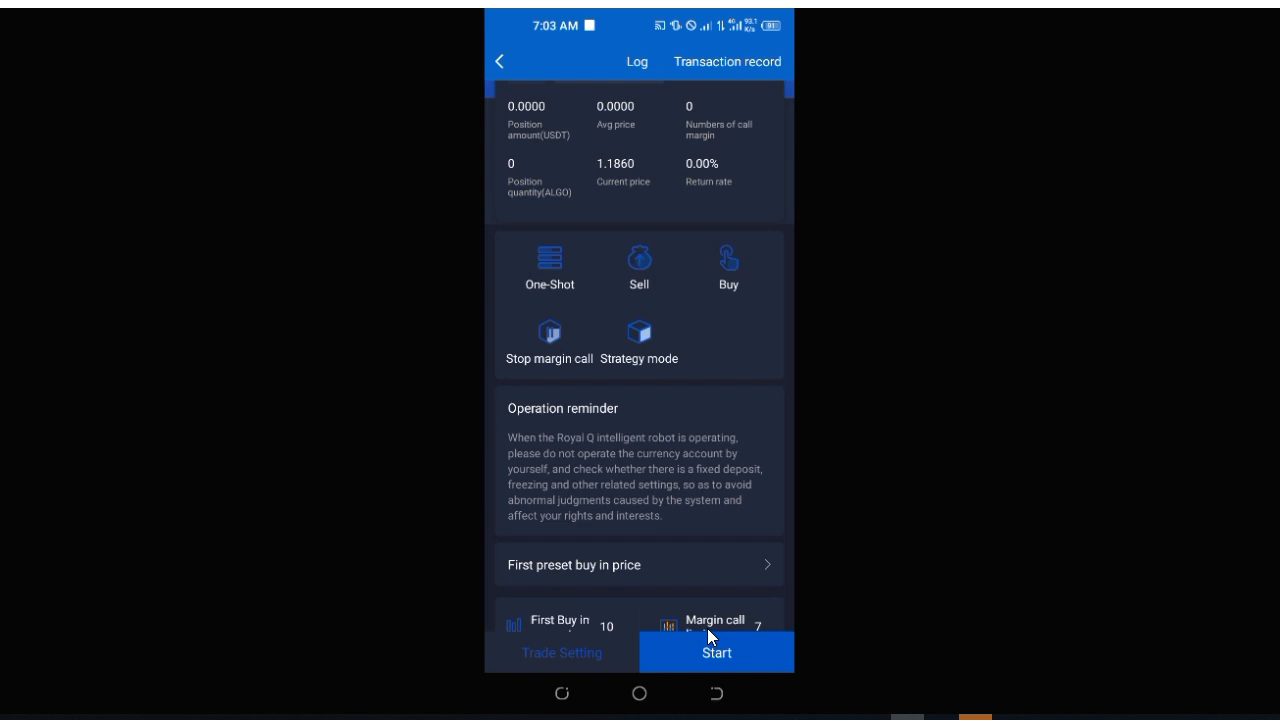 7:03 AM
4G 93.1 K/s 91
Log Transaction record
0.0000 0.0000 0
Position amount(USDT) Avg price Numbers of call margin
0 1.1860 0.00%
Position quantity(ALGO) Current price Return rate
One-Shot Sell Buy
Stop margin call Strategy mode
Operation reminder
When the Royal Q intelligent robot is operating,
please do not operate the currency account by
yourself, and check whether there is a fixed deposit,
freezing and other related settings, so as to avoid
abnormal judgments caused by the system and
affect your rights and interests.
First preset buy in price
First Buy in 10 Margin call 7
Trade Setting Start